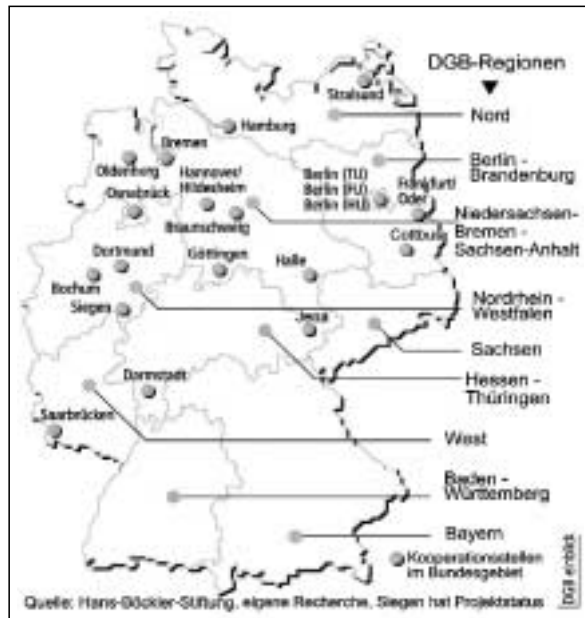 DGB-Regionen
Stralsund
Nord
Hamburg
Bremen
Oldenburg
Berlin -
Brandenburg
Hannover/
Hildesheim
Berlin (TU)
Berlin (FU)
Berlin (HU)
Frankfurt/
Oder
Osnabrück
Braunschweig
Niedersachsen-
Bremen -
Sachsen-Anhalt
Cottbus
Dortmund
Göttingen
Halle
Bochum
Siegen
Nordrhein -
Westfalen
Jena
Sachsen
Hessen -
Thüringen
Darmstadt
Saarbrücken
West
Baden -
Württemberg
Bayern
Kooperationsstellen
im Bundesgebiet
DGB einblick
Quelle: Hans-Böckler-Stiftung, eigene Recherche, Siegen hat Projektstatus